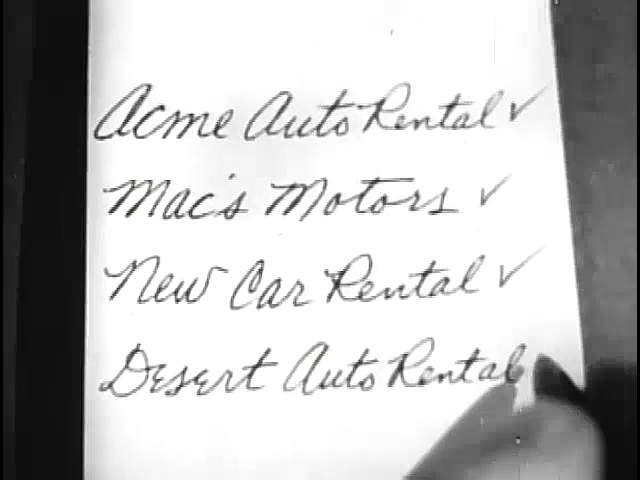 Acme Auto Rental ✓
Mac's Motors ✓
New Car Rental ✓
Desert Auto Rental